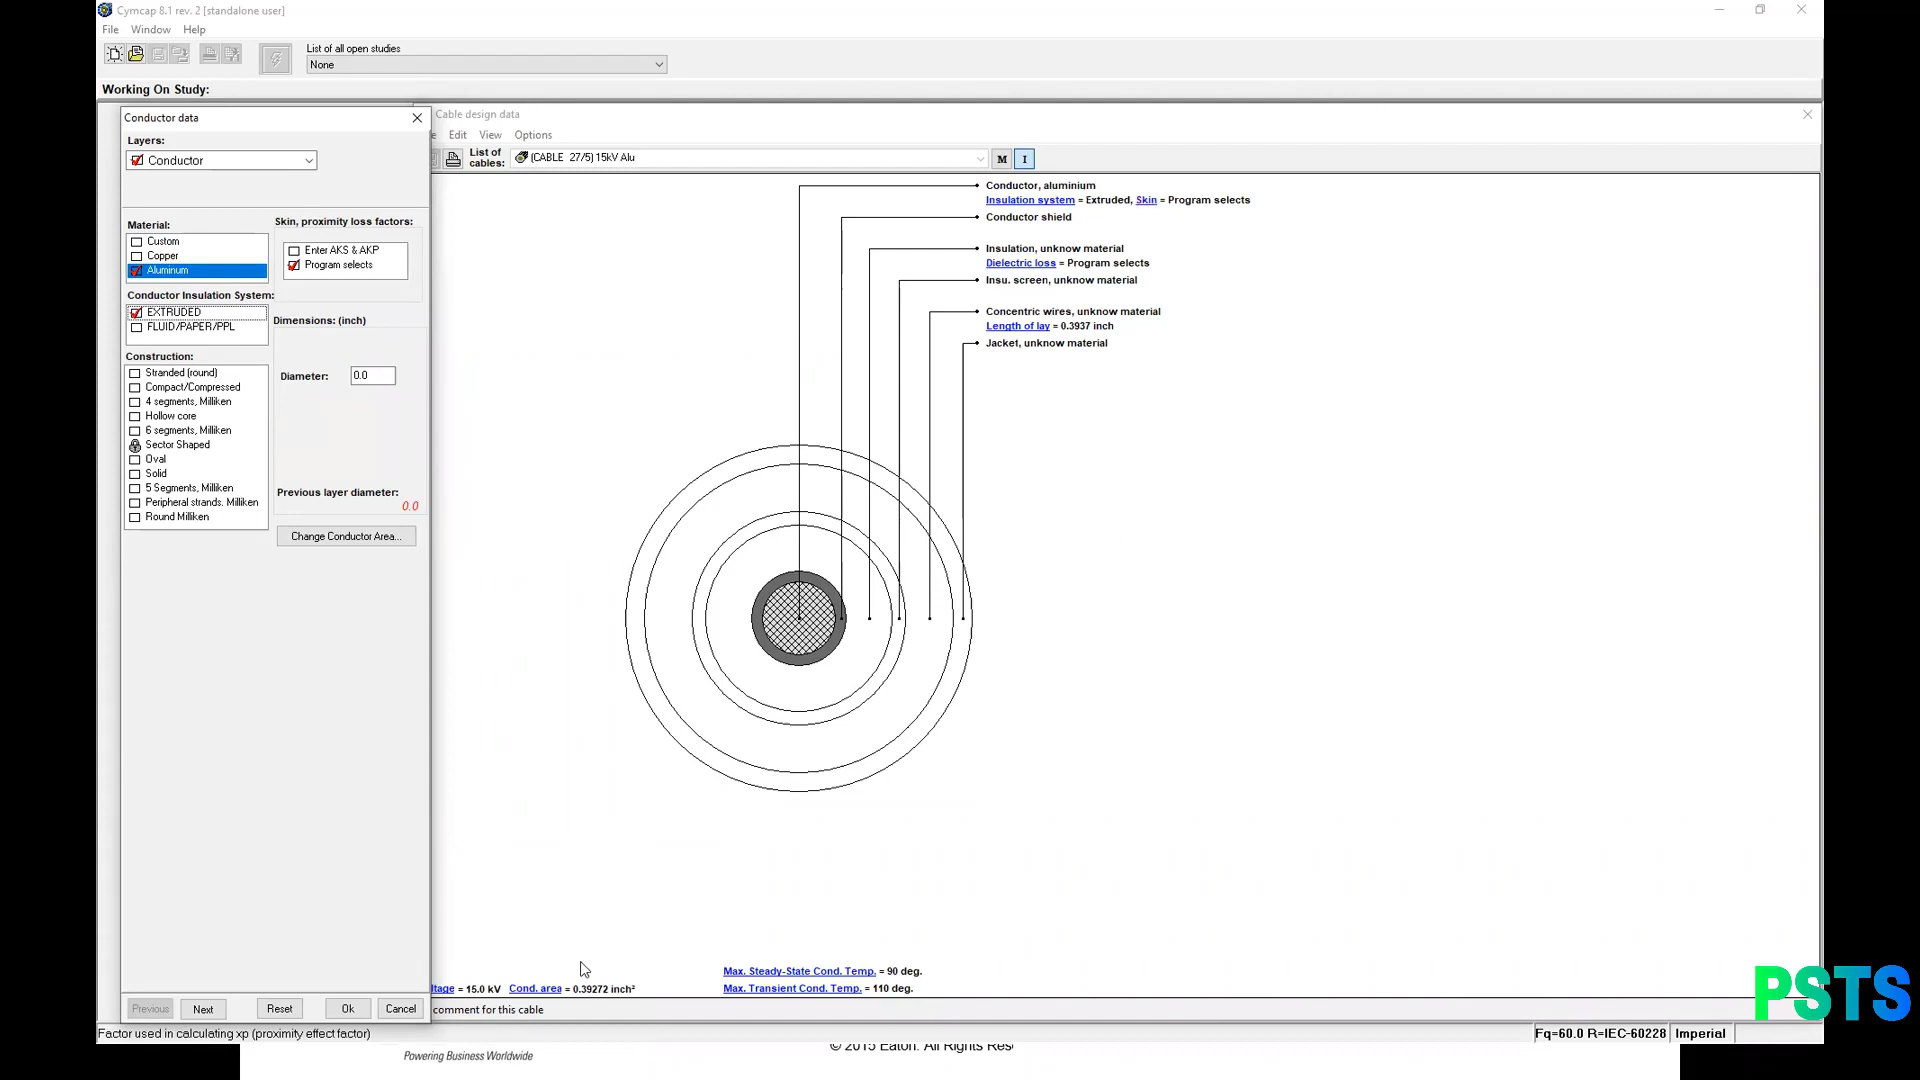 Cymcap 8.1 rev. 2 [standalone user]
File Window Help
List of all open studies
None
Working On Study:
Conductor data
Layers:
Conductor
Material:
Custom
Copper
Aluminum
Skin, proximity loss factors:
Enter AKS & AKP
Program selects
Conductor Insulation System:
EXTRUDED
FLUID/PAPER/PPL
Dimensions: (inch)
Construction:
Stranded (round)
Compact/Compressed
4 segments, Milliken
Hollow core
6 segments, Milliken
Sector Shaped
Oval
Solid
5 Segments, Milliken
Peripheral strands. Milliken
Round Milliken
Diameter: 0.0
Previous layer diameter:
0.0
Change Conductor Area...
Previous Next Reset Ok Cancel
Cable design data
e Edit View Options
List of
cables:
(CABLE 27/5) 15kV Alu
M I
Conductor, aluminium
Insulation system = Extruded, Skin = Program selects
Conductor shield
Insulation, unknow material
Dielectric loss = Program selects
Insu. screen, unknow material
Concentric wires, unknow material
Length of lay = 0.3937 inch
Jacket, unknow material
Max. Steady-State Cond. Temp. = 90 deg.
ltage = 15.0 kV Cond. area = 0.39272 inch² Max. Transient Cond. Temp. = 110 deg.
comment for this cable
Factor used in calculating xp (proximity effect factor)
Fq=60.0 R=IEC-60228 Imperial
Powering Business Worldwide
© 2015 Eaton. All Rights Res
PSTS